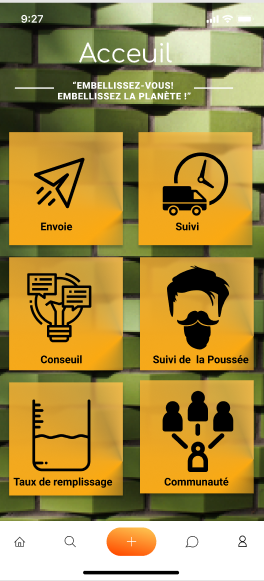 9:27
Acceuil
“EMBELLISSEZ-VOUS!
EMBELLISSEZ LA PLANÈTE !”
Envoie
Suivi
Conseuil
Suivi de la Poussée
Taux de remplissage
Communauté